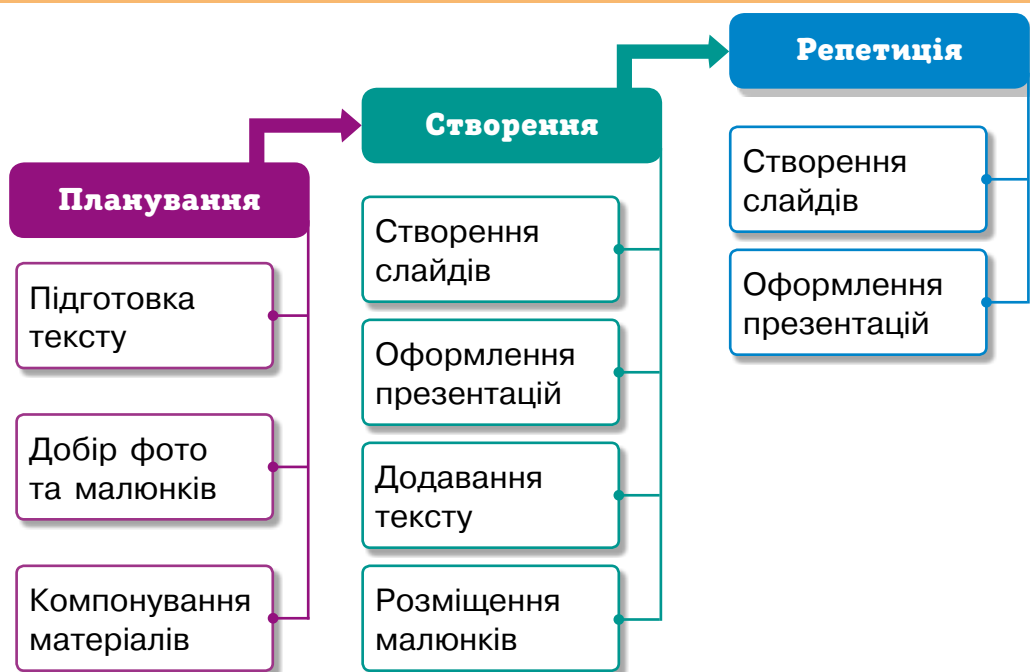 Планування
Підготовка
тексту
Добір фото
та малюнків
Компонування
матеріалів
Створення
Створення
слайдів
Оформлення
презентацій
Додавання
тексту
Розміщення
малюнків
Репетиція
Створення
слайдів
Оформлення
презентацій